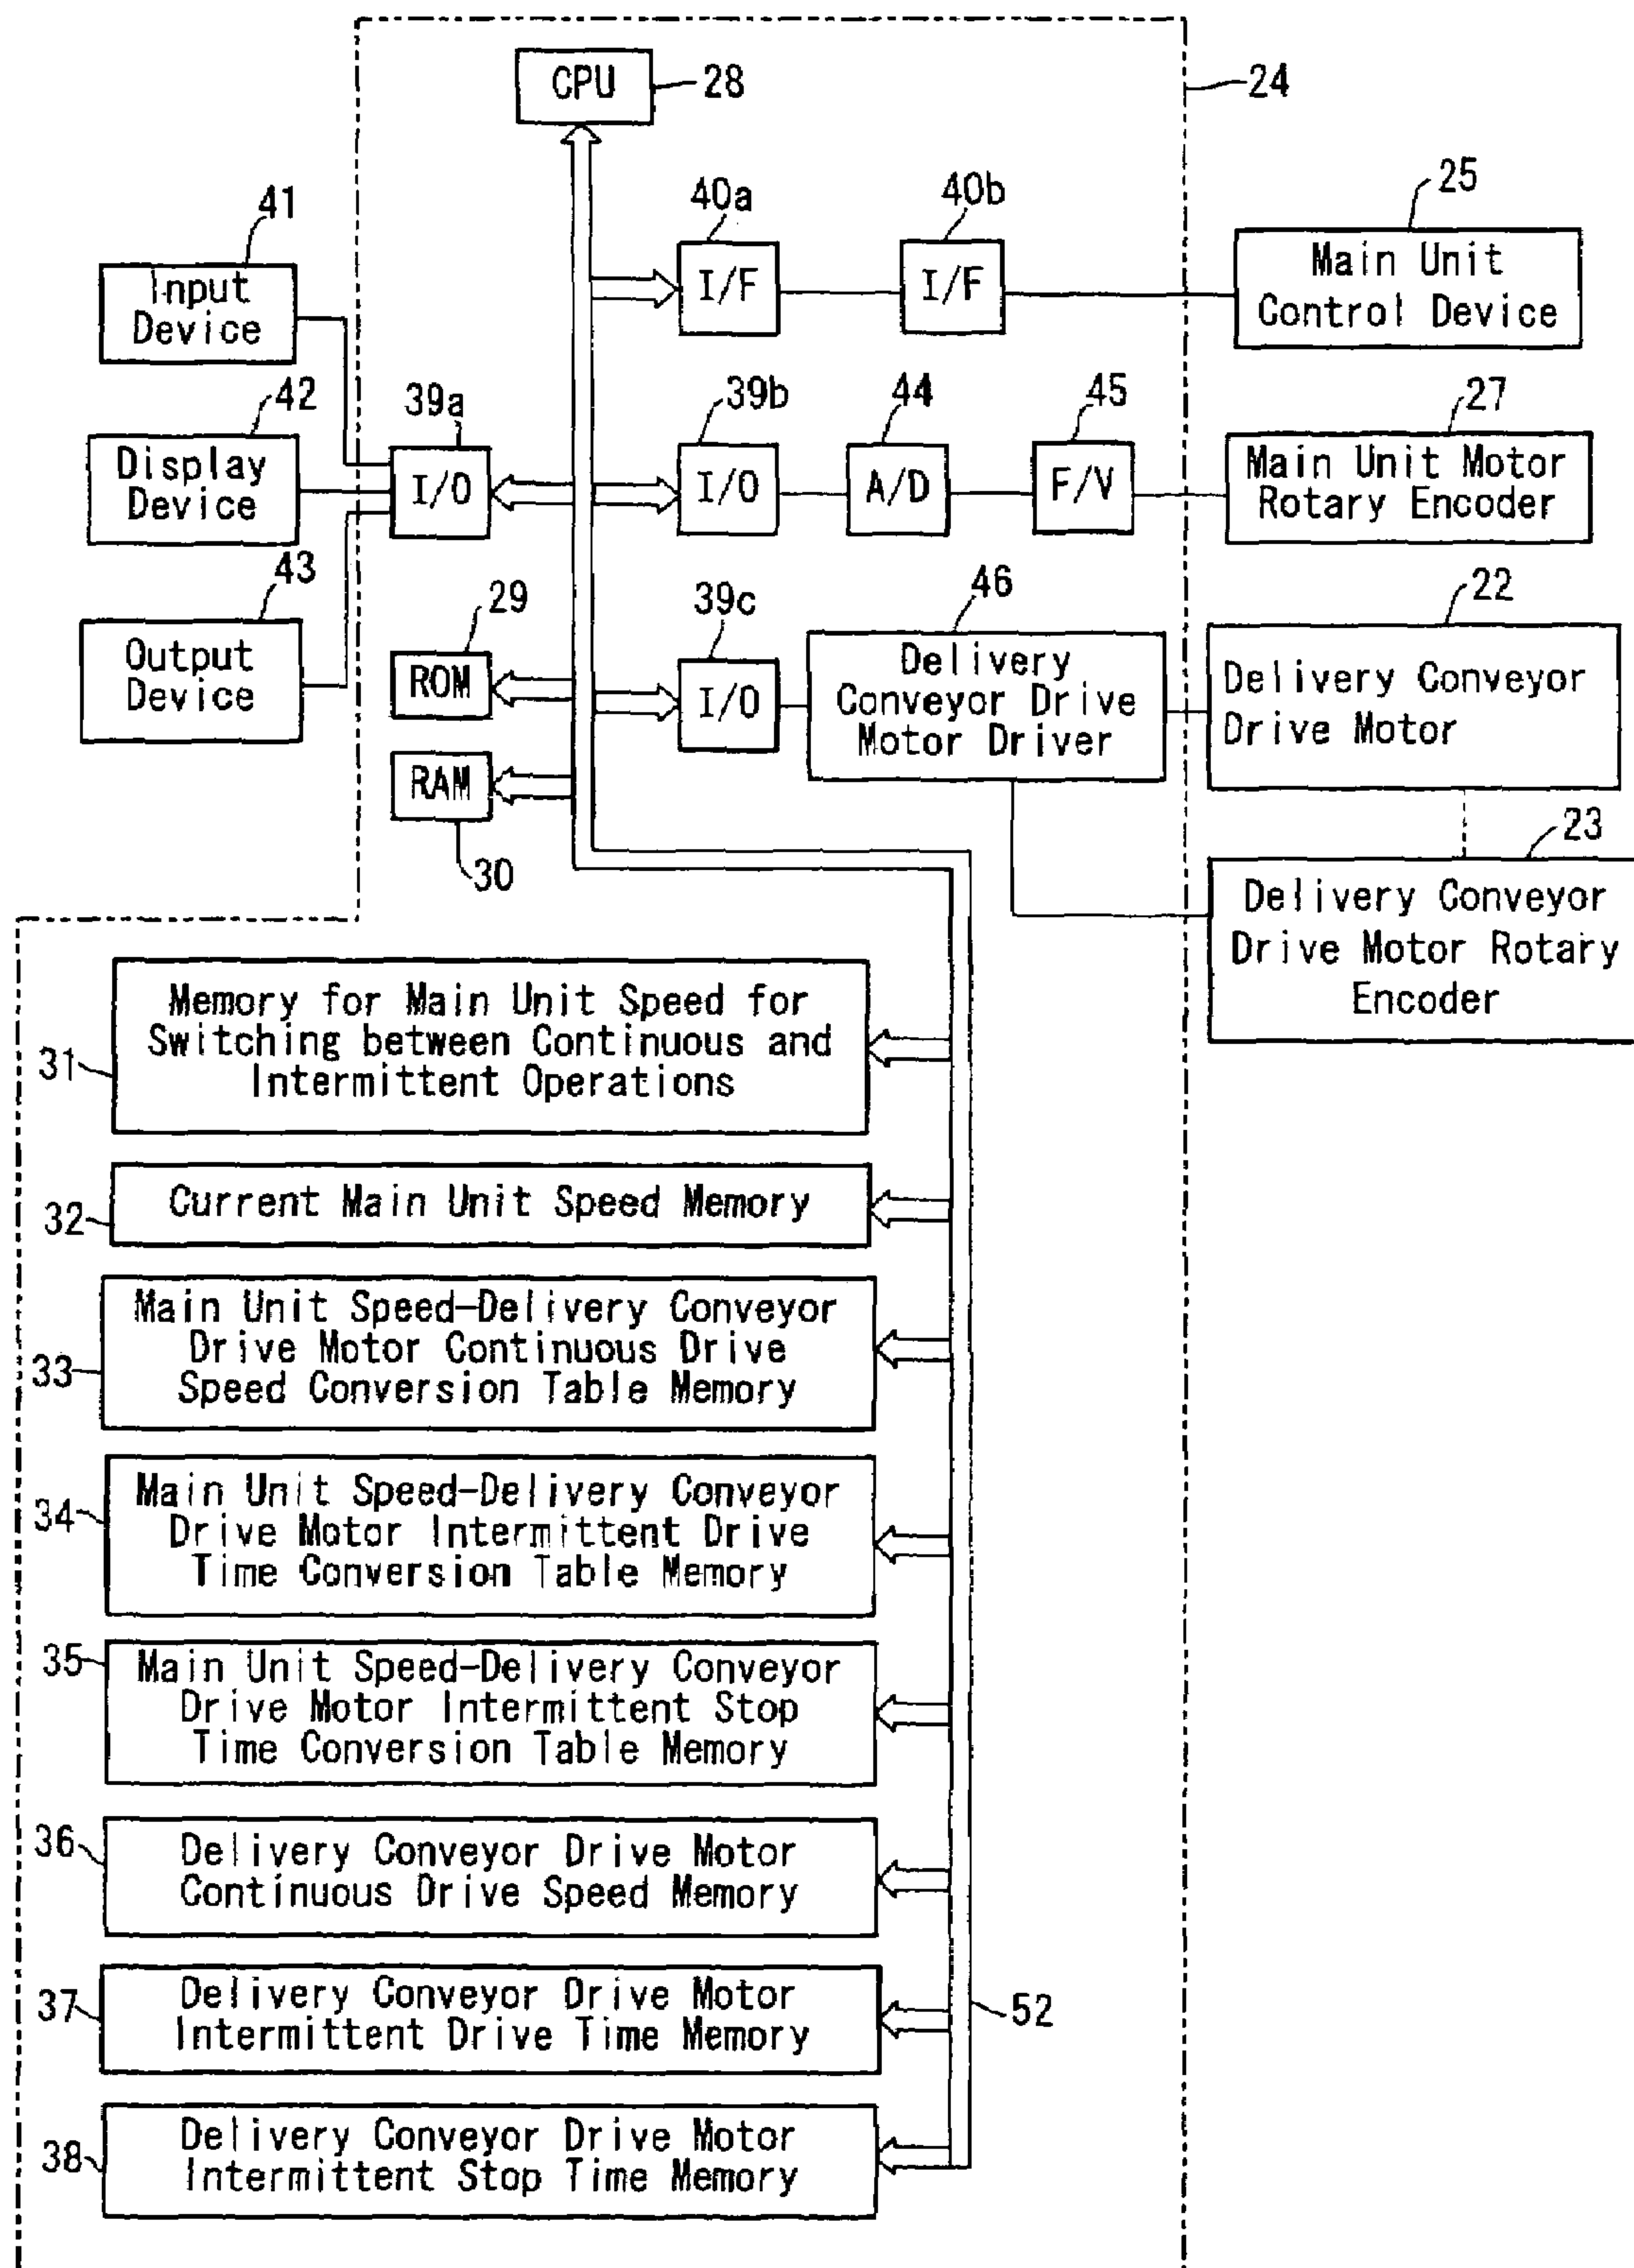 CPU
28
24
40a
40b
25
41
Input
Device
I/F
I/F
Main Unit
Control Device
42
39a
39b
44
45
27
Display
Device
I/O
I/O
A/D
F/V
Main Unit Motor
Rotary Encoder
43
29
39c
46
22
Output
Device
ROM
I/O
Delivery
Conveyor Drive
Motor Driver
Delivery Conveyor
Drive Motor
RAM
30
23
Delivery Conveyor
Drive Motor Rotary
Encoder
31
Memory for Main Unit Speed for
Switching between Continuous and
Intermittent Operations
32
Current Main Unit Speed Memory
33
Main Unit Speed-Delivery Conveyor
Drive Motor Continuous Drive
Speed Conversion Table Memory
34
Main Unit Speed-Delivery Conveyor
Drive Motor Intermittent Drive
Time Conversion Table Memory
35
Main Unit Speed-Delivery Conveyor
Drive Motor Intermittent Stop
Time Conversion Table Memory
36
Delivery Conveyor Drive Motor
Continuous Drive Speed Memory
37
Delivery Conveyor Drive Motor
Intermittent Drive Time Memory
52
38
Delivery Conveyor Drive Motor
Intermittent Stop Time Memory